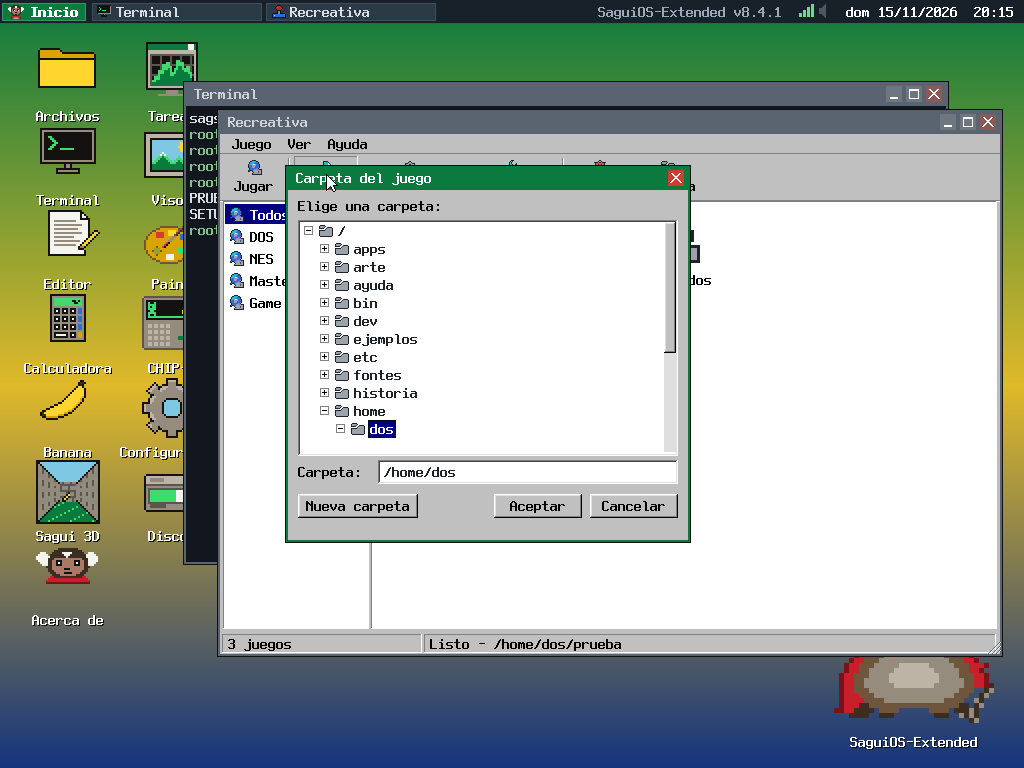 Inicio
Terminal
Recreativa
SaguiOS-Extended v8.4.1
dom 15/11/2026 20:15
Archivos
Terminal
Editor
Calculadora
Banana
Sagui 3D
Disco
Acerca de
Terminal
Recreativa
Juego Ver Ayuda
Jugar
Todos
DOS
NES
Game
Carpeta del juego
Elige una carpeta:
/
apps
arte
ayuda
bin
dev
ejemplos
etc
fontes
historia
home
dos
Carpeta: /home/dos
Nueva carpeta
Aceptar
Cancelar
dos
3 juegos
Listo - /home/dos/prueba
SaguiOS-Extended